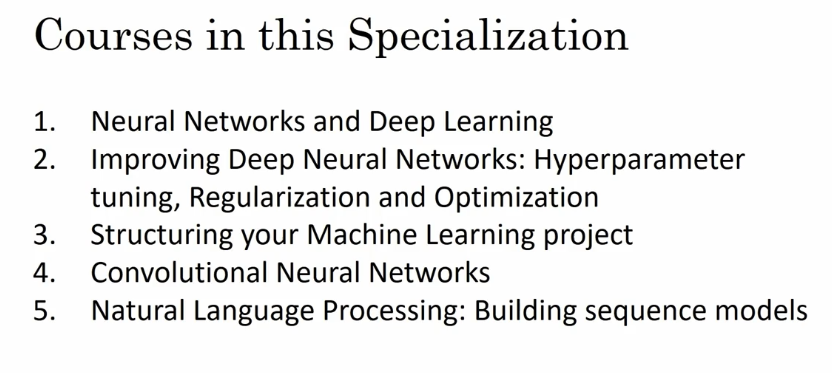 Courses in this Specialization
1. Neural Networks and Deep Learning
2. Improving Deep Neural Networks: Hyperparameter
tuning, Regularization and Optimization
3. Structuring your Machine Learning project
4. Convolutional Neural Networks
5. Natural Language Processing: Building sequence models